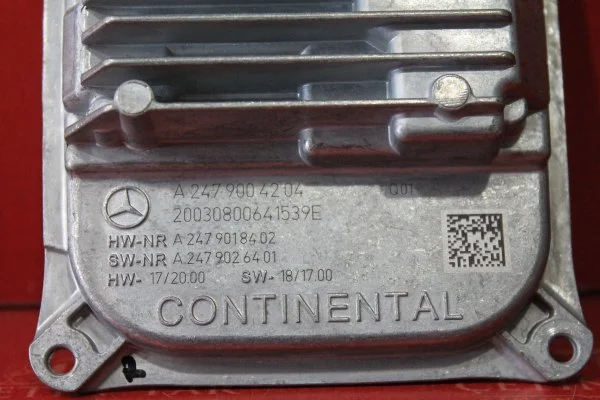 A 247 900 42 04 Q01
20030800641539E
HW-NR A 247 901 84 02
SW-NR A 247 902 64 01
HW- 17/20.00 SW- 18/17.00
CONTINENTAL